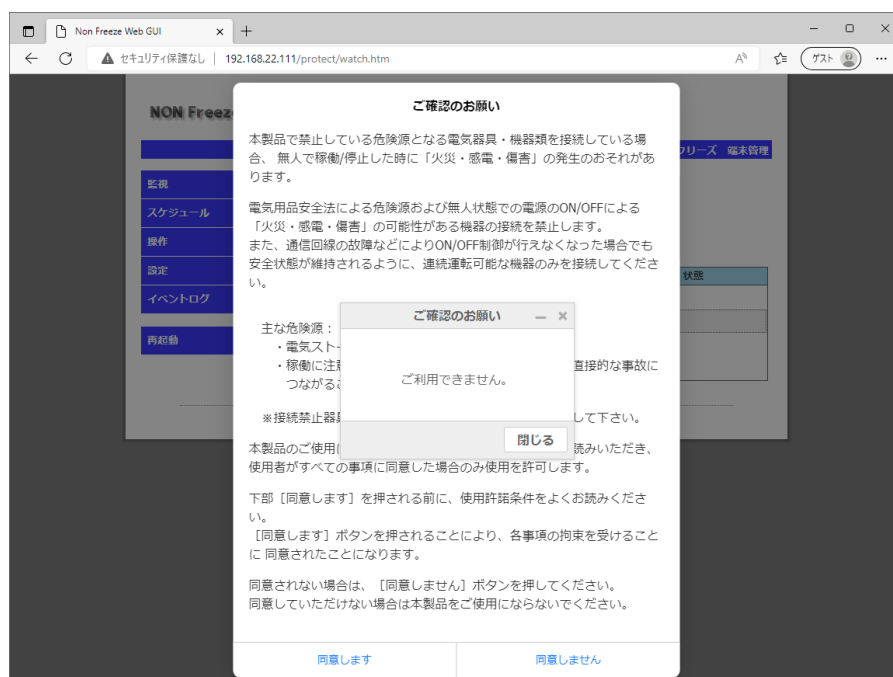 Non Freeze Web GUI
セキュリティ保護なし | 192.168.22.111/protect/watch.htm
ゲスト
NON Freez
フリーズ 端末管理
監視
スケジュール
操作
設定
イベントログ
再起動
状態
ご確認のお願い
本製品で禁止している危険源となる電気器具・機器類を接続している場
合、 無人で稼働/停止した時に「火災・感電・傷害」の発生のおそれがあ
ります。
電気用品安全法による危険源および無人状態での電源のON/OFFによる
「火災・感電・傷害」の可能性がある機器の接続を禁止します。
また、通信回線の故障などによりON/OFF制御が行えなくなった場合でも
安全状態が維持されるように、連続運転可能な機器のみを接続してくださ
い。
主な危険源：
・電気スト
・稼働に注 直接的な事故に
つながる
※接続禁止器 して下さい。
本製品のご使用 読みいただき、
使用者がすべての事項に同意した場合のみ使用を許可します。
下部［同意します］を押される前に、使用許諾条件をよくお読みくださ
い。
［同意します］ボタンを押されることにより、各事項の拘束を受けること
に 同意されたことになります。
同意されない場合は、［同意しません］ボタンを押してください。
同意していただけない場合は本製品をご使用にならないでください。
同意します 同意しません
ご確認のお願い
ご利用できません。
閉じる